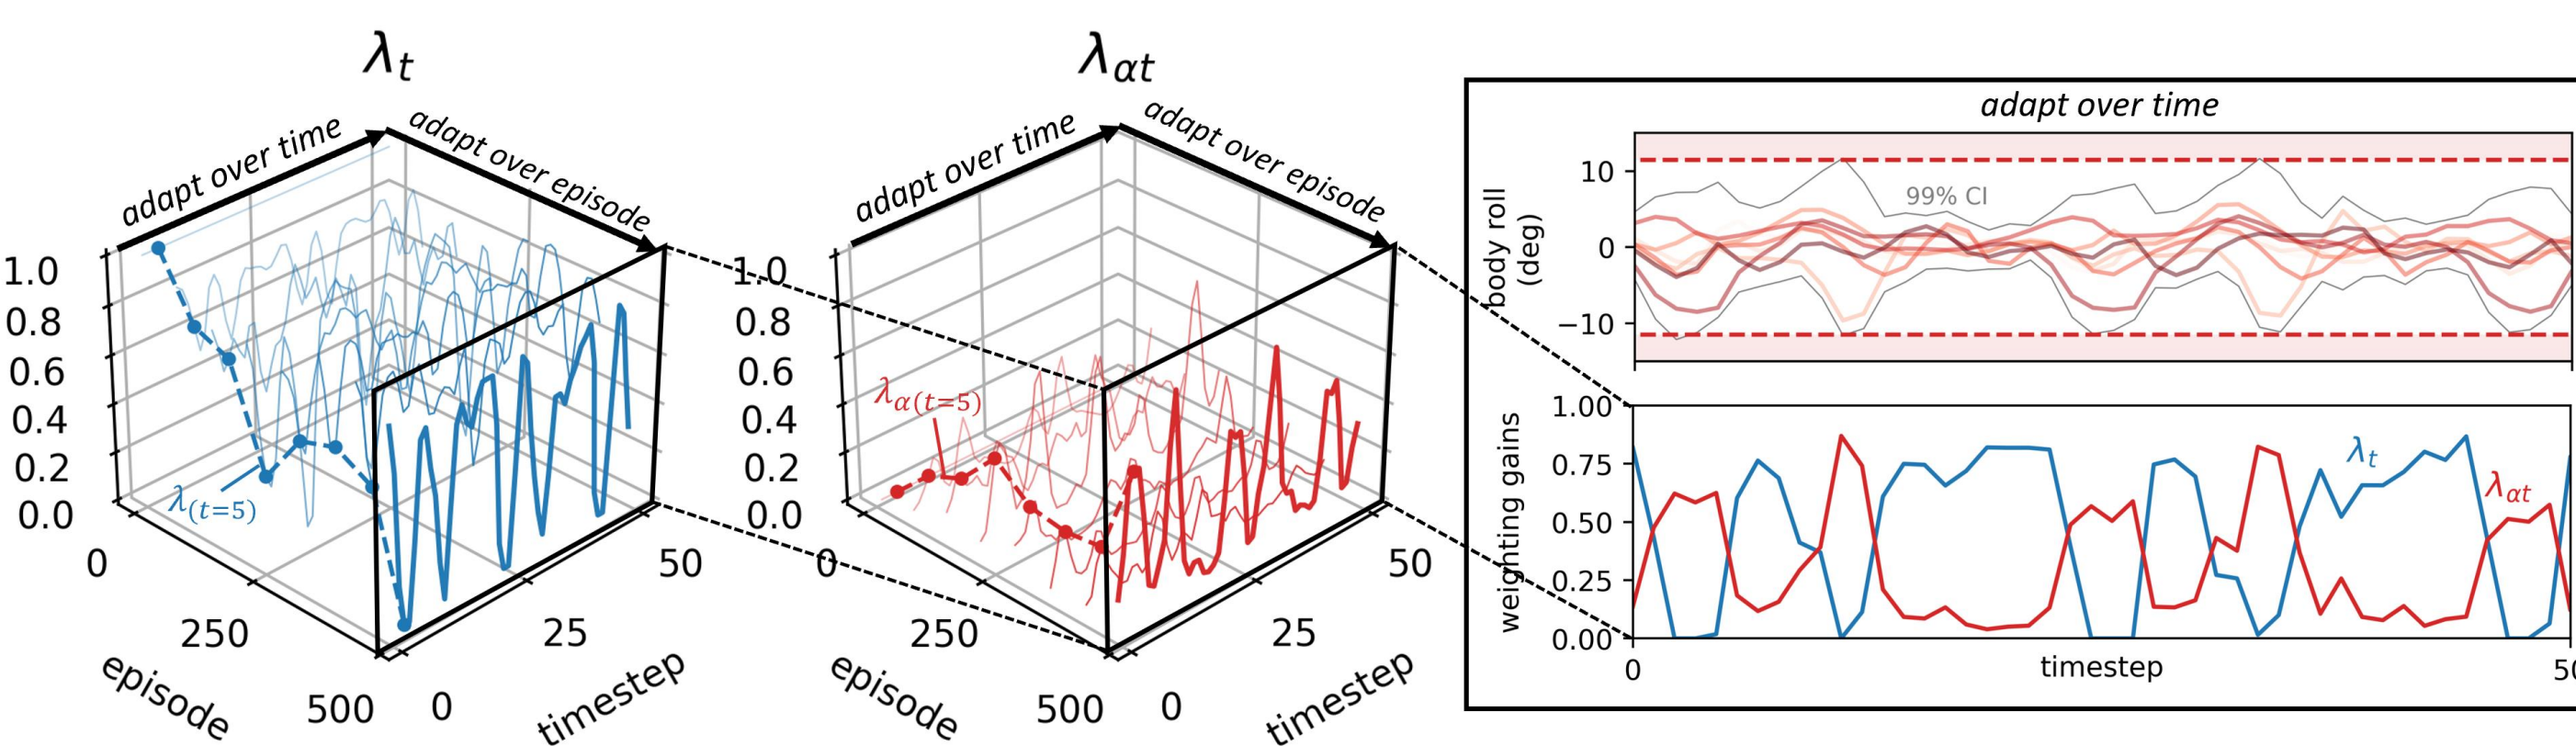 λt
adapt over time
adapt over episode
1.0
0.8
0.6
0.4
0.2
0.0
λ(t=5)
0
250
500
episode
0
25
50
timestep
λαt
adapt over time
adapt over episode
1.0
0.8
0.6
0.4
0.2
0.0
λα(t=5)
0
250
500
episode
0
25
50
timestep
adapt over time
body roll
(deg)
10
0
−10
99% CI
weighting gains
1.00
0.75
0.50
0.25
0.00
λt
λαt
0
timestep
50